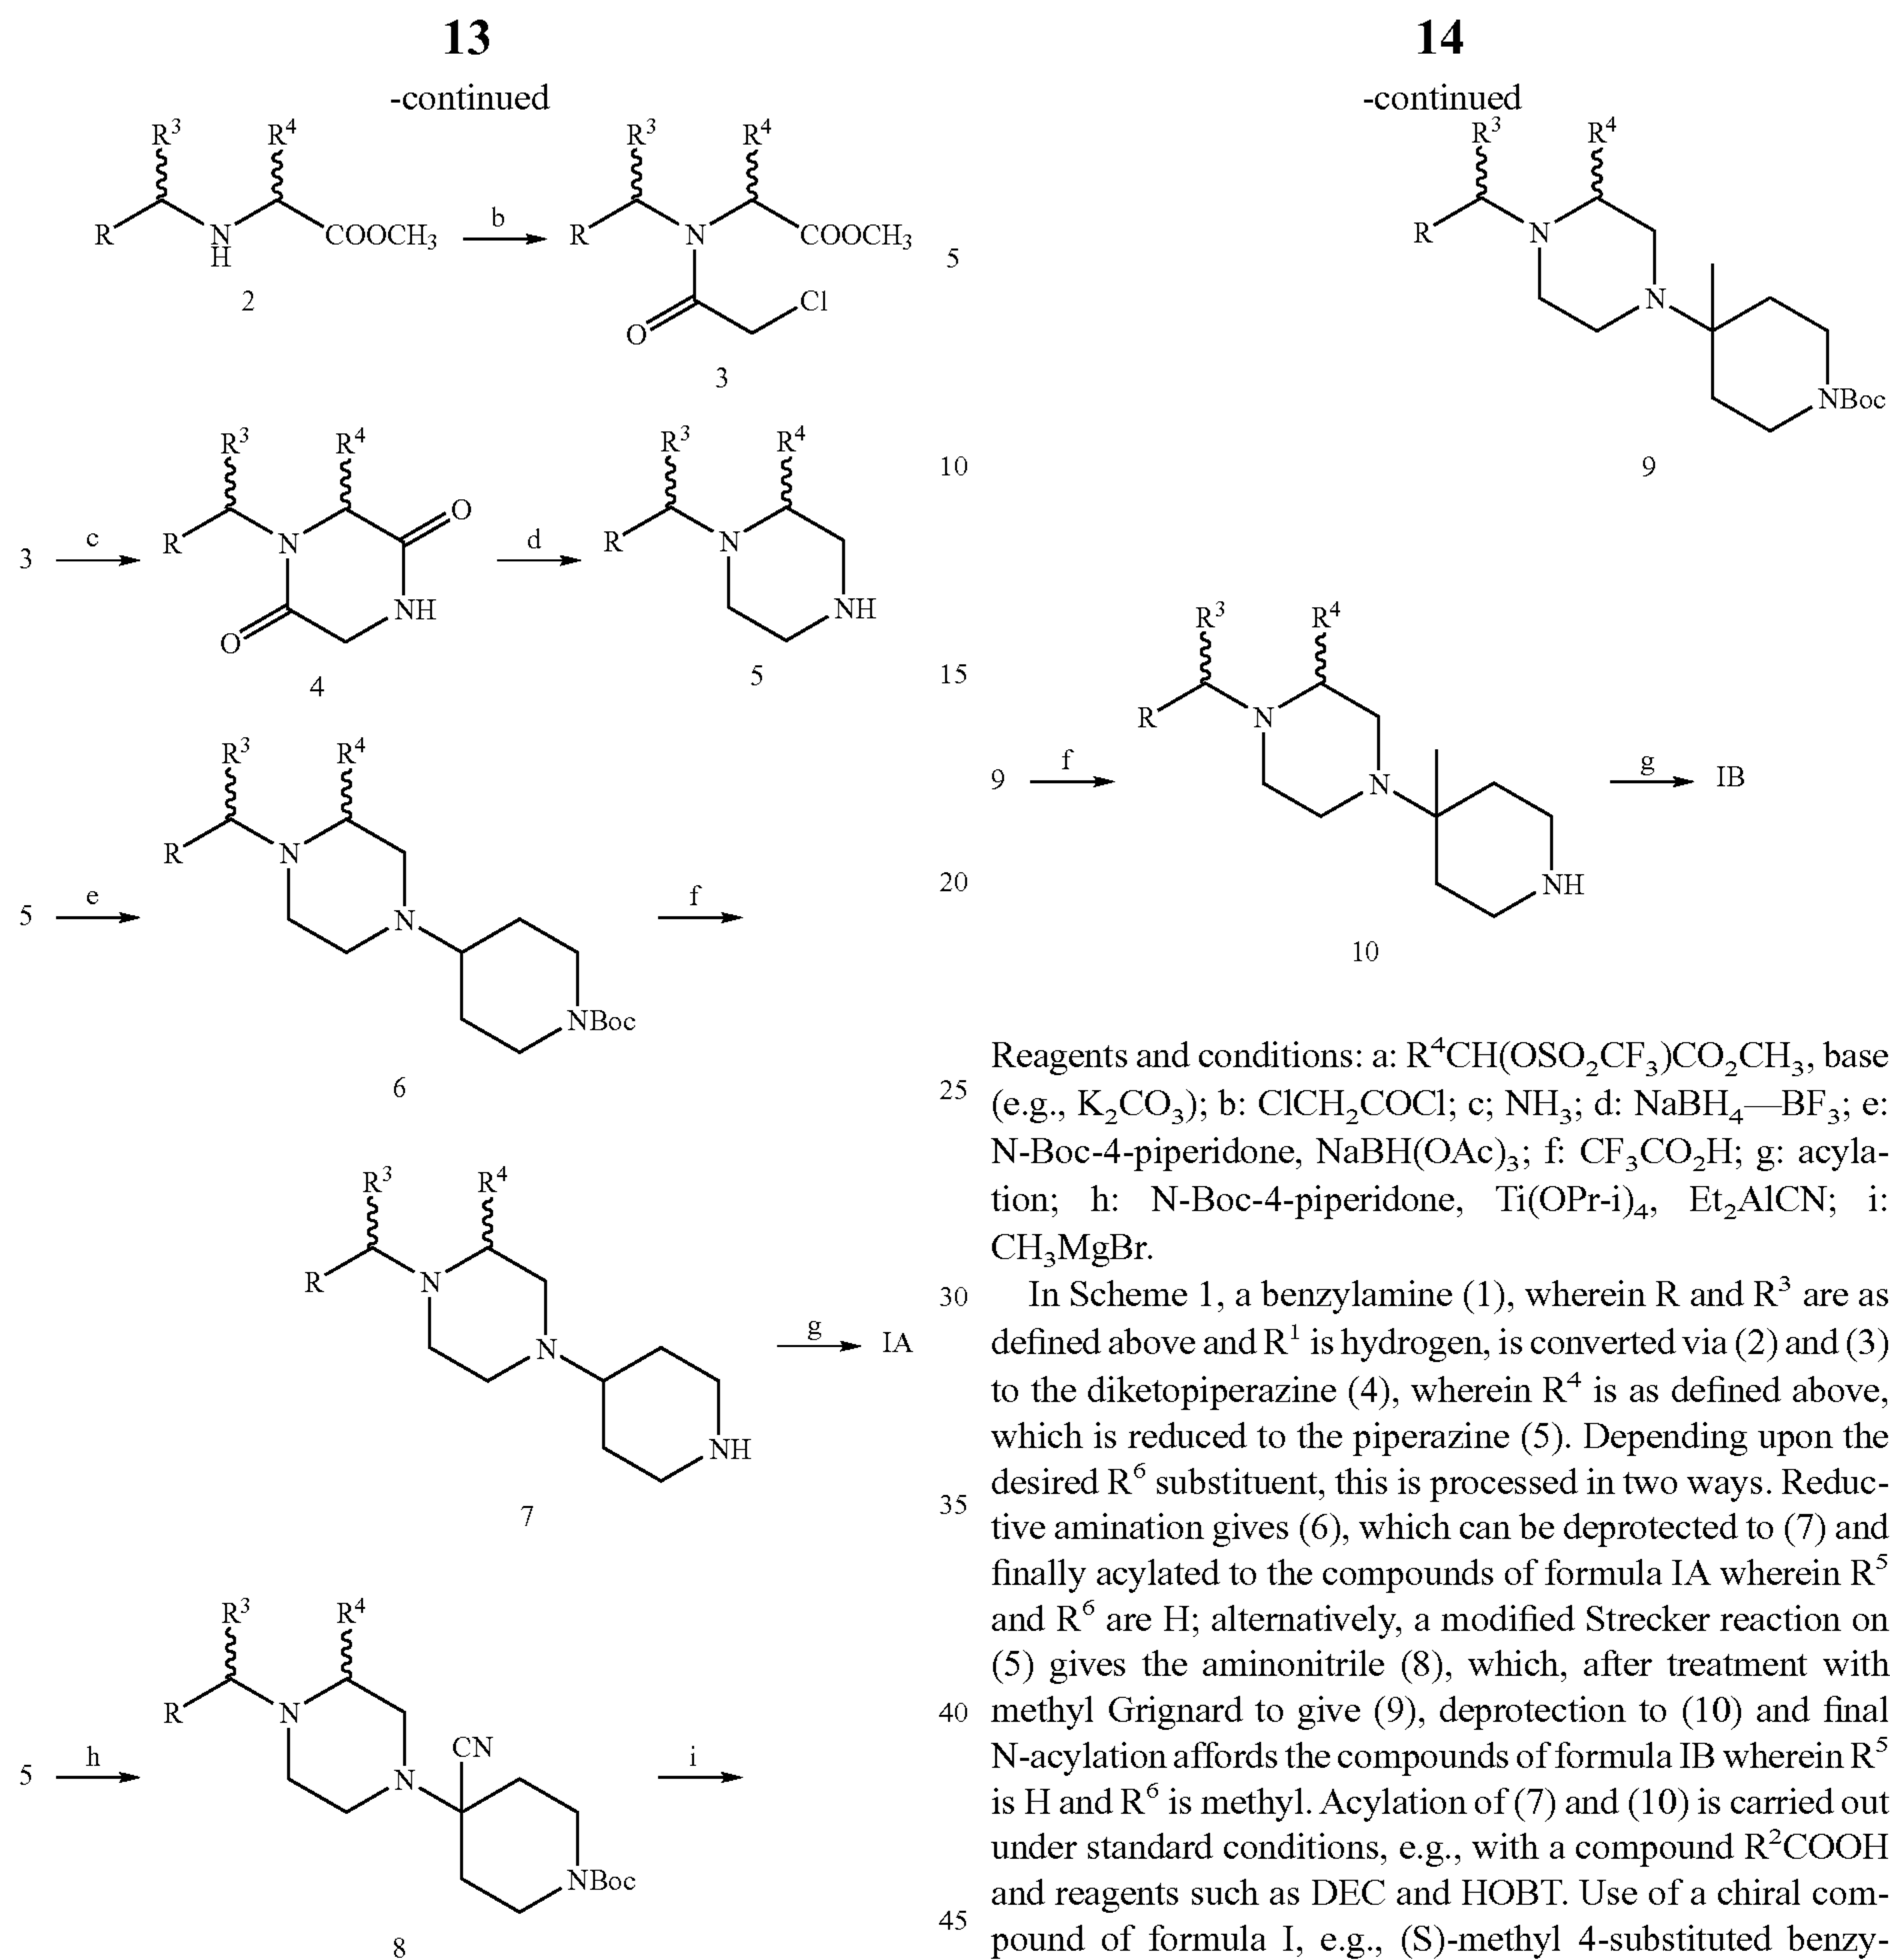 13
-continued
R³ R⁴
R N H COOCH₃
b
2
R³ R⁴
R N COOCH₃
O Cl
3
3 c
R³ R⁴
R N O
O NH
4
d
R³ R⁴
R N
NH
5
5 e
R³ R⁴
R N
N
NBoc
6
f
R³ R⁴
R N
N
NH
7
g IA
5 h
R³ R⁴
R N
CN
N
NBoc
8
i
5
10
15
20
25
30
35
40
45
14
-continued
R³ R⁴
R N
N
NBoc
9
9 f
R³ R⁴
R N
N
NH
10
g IB
Reagents and conditions: a: R⁴CH(OSO₂CF₃)CO₂CH₃, base
(e.g., K₂CO₃); b: ClCH₂COCl; c; NH₃; d: NaBH₄—BF₃; e:
N-Boc-4-piperidone, NaBH(OAc)₃; f: CF₃CO₂H; g: acyla-
tion; h: N-Boc-4-piperidone, Ti(OPr-i)₄, Et₂AlCN; i:
CH₃MgBr.
In Scheme 1, a benzylamine (1), wherein R and R³ are as
defined above and R¹ is hydrogen, is converted via (2) and (3)
to the diketopiperazine (4), wherein R⁴ is as defined above,
which is reduced to the piperazine (5). Depending upon the
desired R⁶ substituent, this is processed in two ways. Reduc-
tive amination gives (6), which can be deprotected to (7) and
finally acylated to the compounds of formula IA wherein R⁵
and R⁶ are H; alternatively, a modified Strecker reaction on
(5) gives the aminonitrile (8), which, after treatment with
methyl Grignard to give (9), deprotection to (10) and final
N-acylation affords the compounds of formula IB wherein R⁵
is H and R⁶ is methyl. Acylation of (7) and (10) is carried out
under standard conditions, e.g., with a compound R²COOH
and reagents such as DEC and HOBT. Use of a chiral com-
pound of formula I, e.g., (S)-methyl 4-substituted benzy-